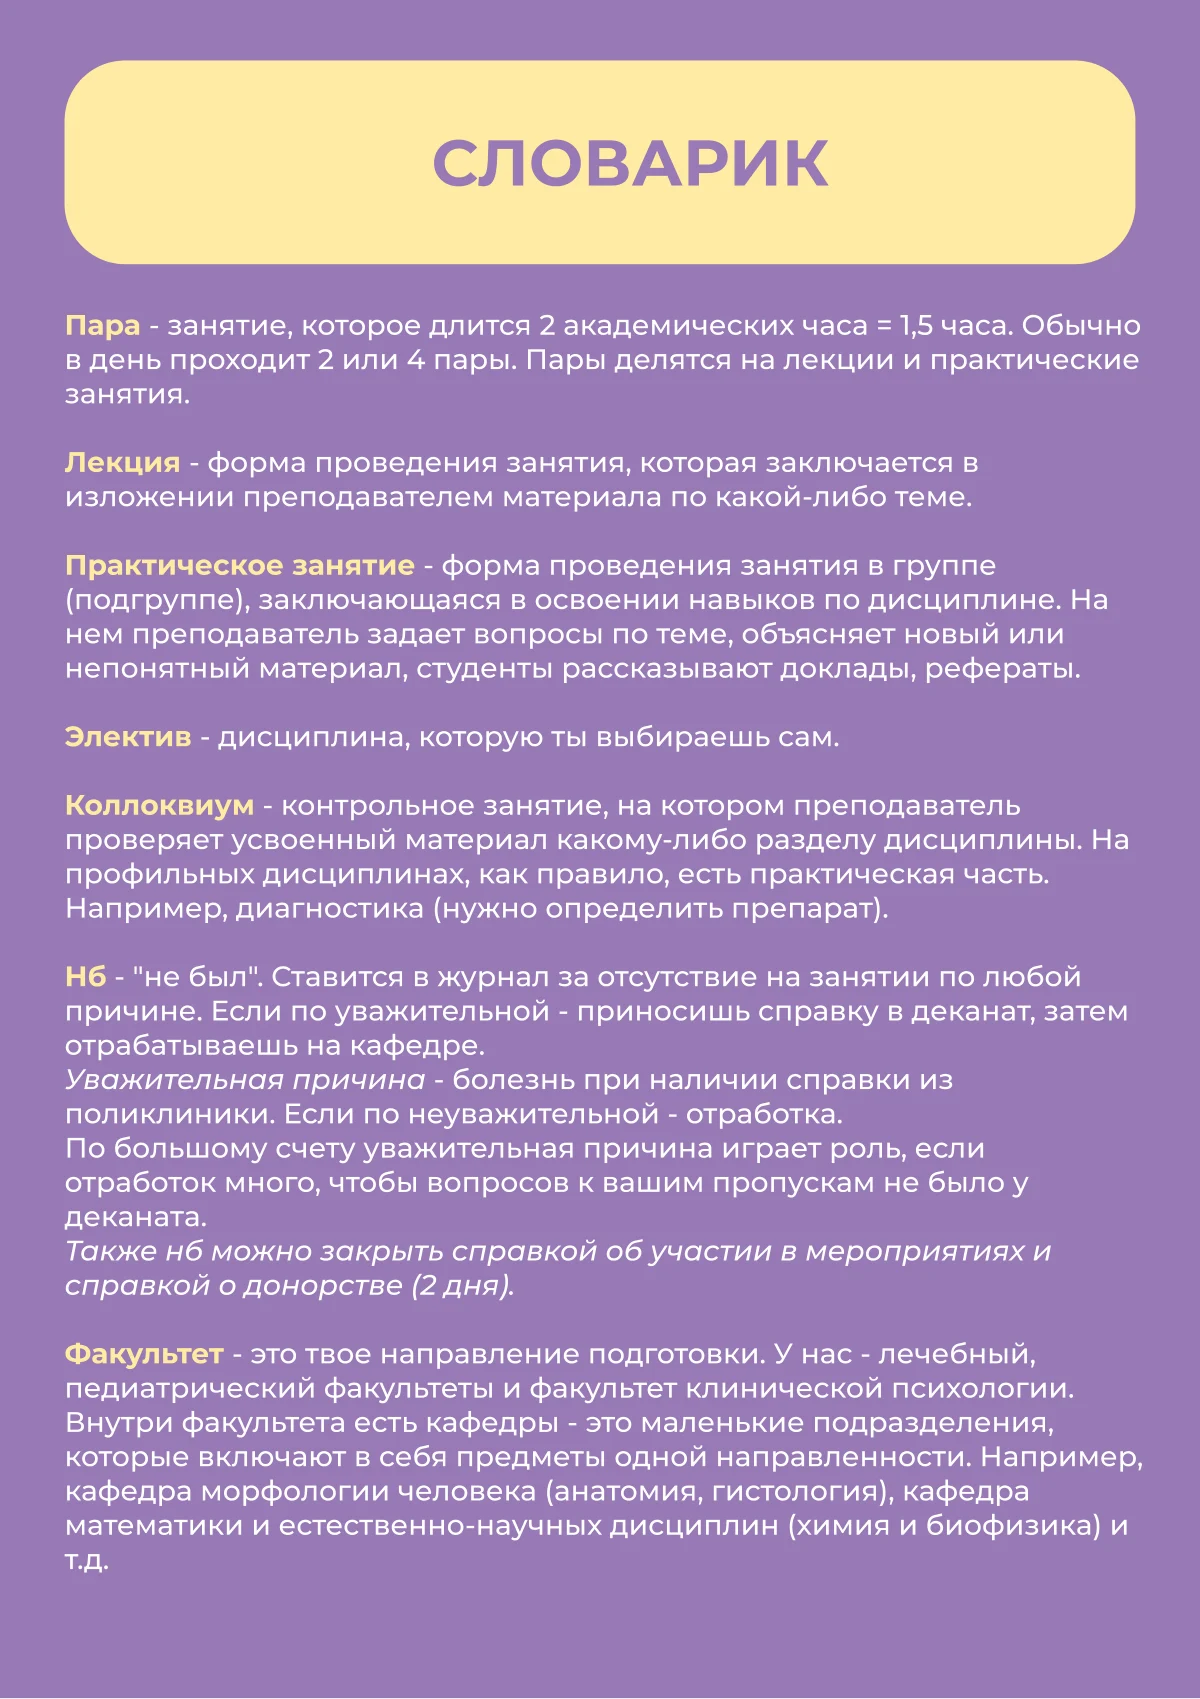 СЛОВАРИК
Пара - занятие, которое длится 2 академических часа = 1,5 часа. Обычно
в день проходит 2 или 4 пары. Пары делятся на лекции и практические
занятия.
Лекция - форма проведения занятия, которая заключается в
изложении преподавателем материала по какой-либо теме.
Практическое занятие - форма проведения занятия в группе
(подгруппе), заключающаяся в освоении навыков по дисциплине. На
нем преподаватель задает вопросы по теме, объясняет новый или
непонятный материал, студенты рассказывают доклады, рефераты.
Электив - дисциплина, которую ты выбираешь сам.
Коллоквиум - контрольное занятие, на котором преподаватель
проверяет усвоенный материал какому-либо разделу дисциплины. На
профильных дисциплинах, как правило, есть практическая часть.
Например, диагностика (нужно определить препарат).
Нб - "не был". Ставится в журнал за отсутствие на занятии по любой
причине. Если по уважительной - приносишь справку в деканат, затем
отрабатываешь на кафедре.
Уважительная причина - болезнь при наличии справки из
поликлиники. Если по неуважительной - отработка.
По большому счету уважительная причина играет роль, если
отработок много, чтобы вопросов к вашим пропускам не было у
деканата.
Также нб можно закрыть справкой об участии в мероприятиях и
справкой о донорстве (2 дня).
Факультет - это твое направление подготовки. У нас - лечебный,
педиатрический факультеты и факультет клинической психологии.
Внутри факультета есть кафедры - это маленькие подразделения,
которые включают в себя предметы одной направленности. Например,
кафедра морфологии человека (анатомия, гистология), кафедра
математики и естественно-научных дисциплин (химия и биофизика) и
т.д.